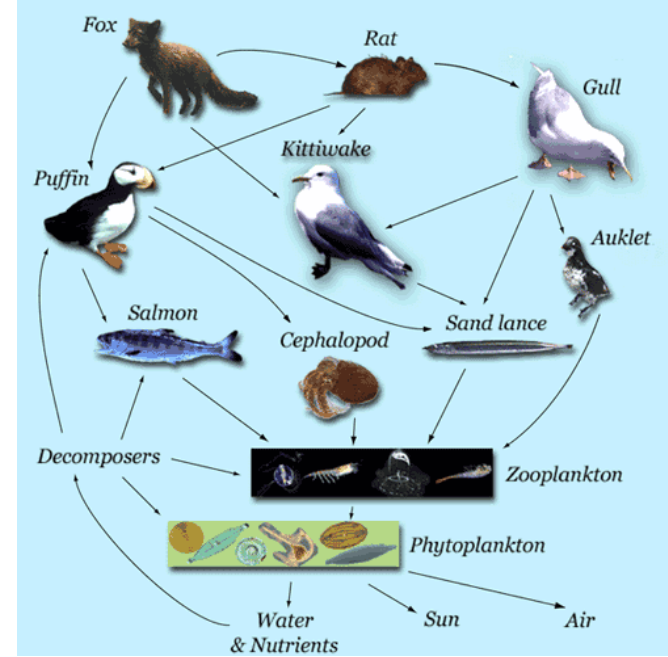 Fox
Rat
Gull
Kittiwake
Puffin
Auklet
Salmon
Sand lance
Cephalopod
Decomposers
Zooplankton
Phytoplankton
Water
& Nutrients
Sun
Air